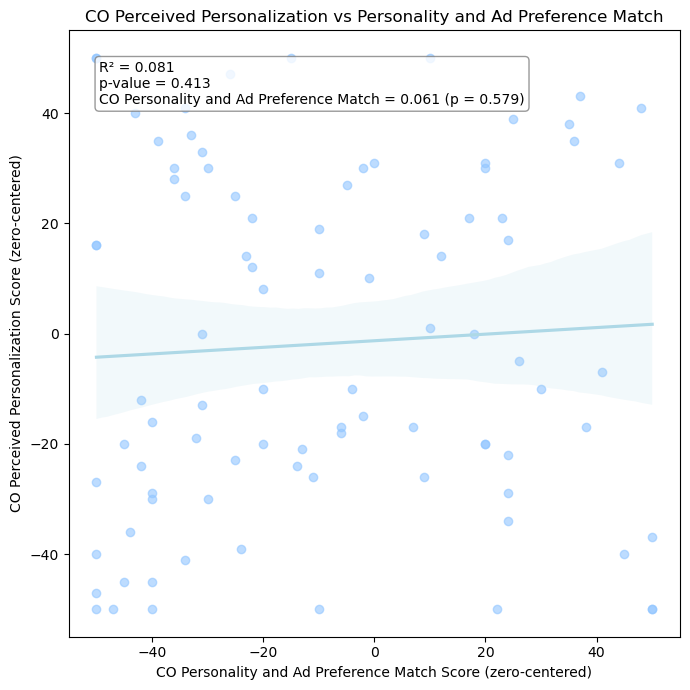 CO Perceived Personalization vs Personality and Ad Preference Match
R² = 0.081
p-value = 0.413
CO Personality and Ad Preference Match = 0.061 (p = 0.579)
CO Perceived Personalization Score (zero-centered)
40
20
0
−20
−40
−40 −20 0 20 40
CO Personality and Ad Preference Match Score (zero-centered)